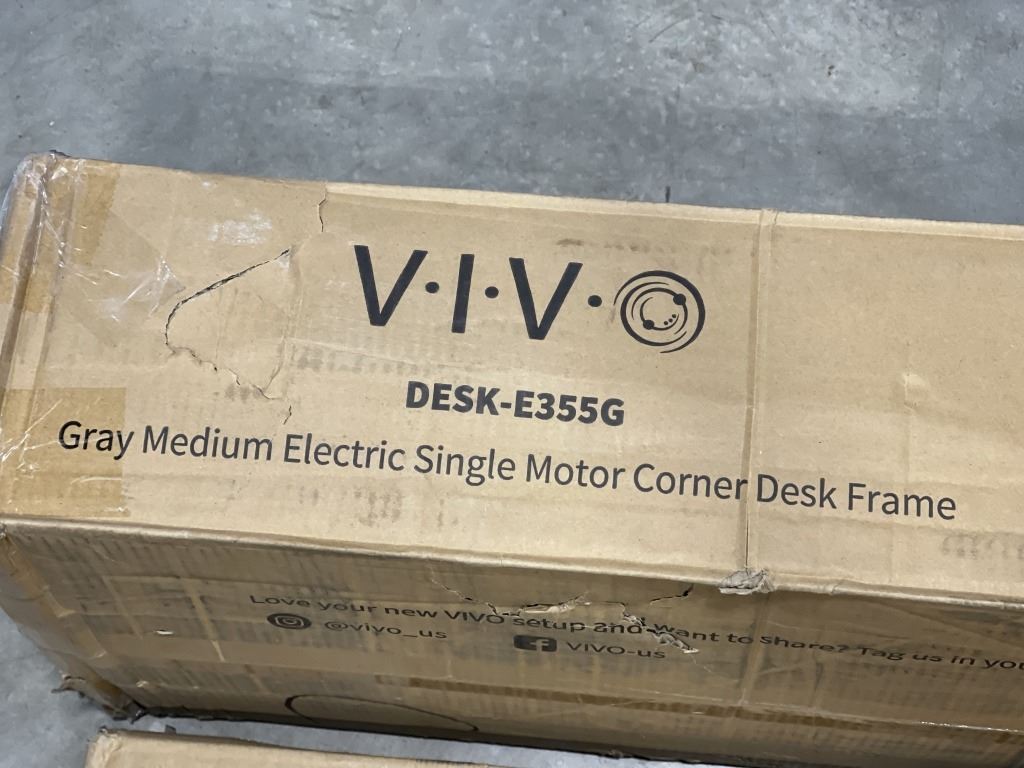 V·I·V·O
DESK-E355G
Gray Medium Electric Single Motor Corner Desk Frame
Love your new VIVO setup and want to share? Tag us in you
@vivo_us
VIVO-us